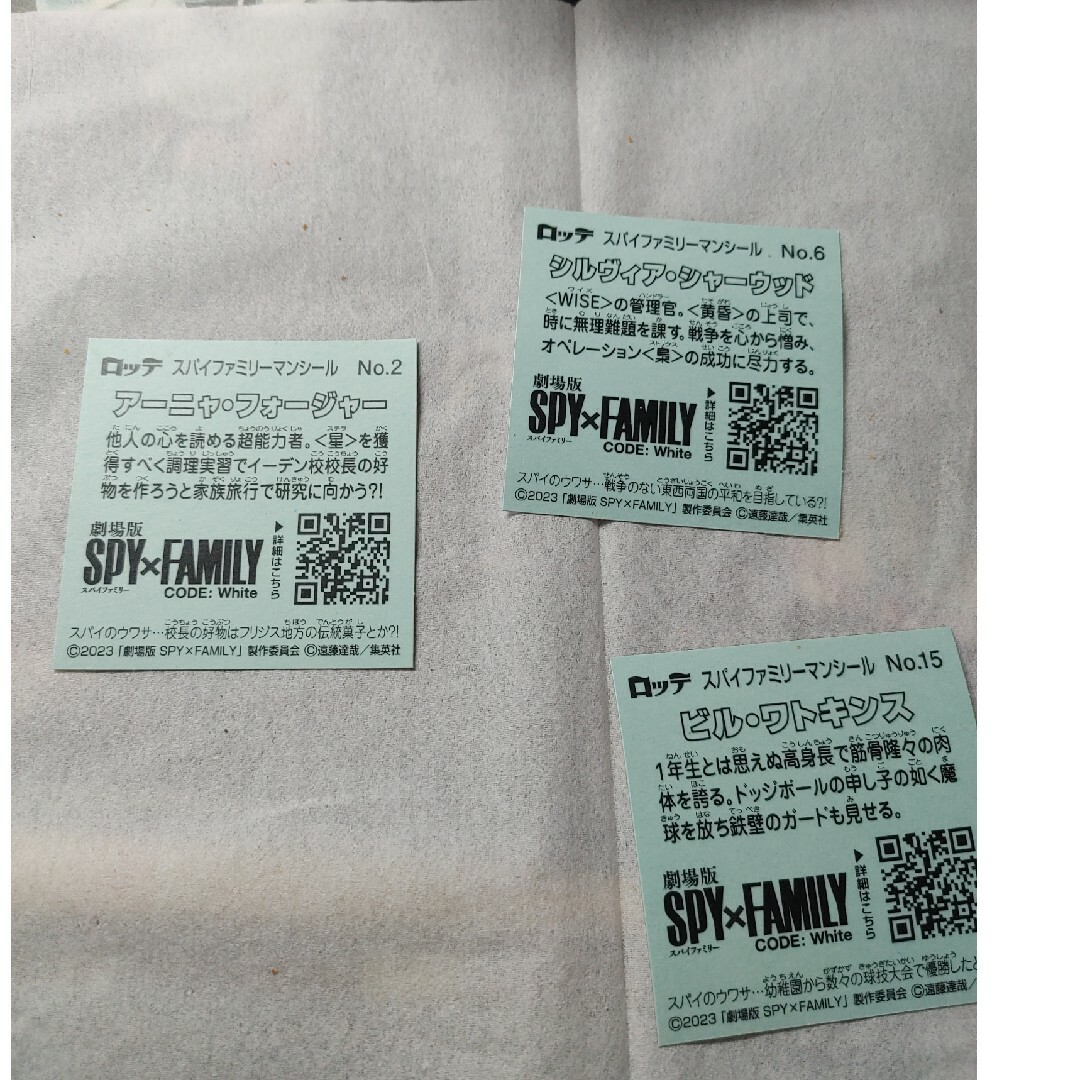 ロッテ スパイファミリーマンシール No.2
アーニャ・フォージャー
他人の心を読める超能力者。<星>を獲
得すべく調理実習でイーデン校校長の好
物を作ろうと家族旅行で研究に向かう?!
劇場版
SPY×FAMILY
スパイファミリー
CODE: White
▶詳細はこちら
スパイのウワサ…校長の好物はフリジス地方の伝統菓子とか?!
©2023「劇場版 SPY×FAMILY」製作委員会 ©遠藤達哉/集英社
ロッテ スパイファミリーマンシール No.6
シルヴィア・シャーウッド
<WISE>の管理官。<黄昏>の上司で、
時に無理難題を課す。戦争を心から憎み、
オペレーション<梟>の成功に尽力する。
劇場版
SPY×FAMILY
スパイファミリー
CODE: White
▶詳細はこちら
スパイのウワサ…戦争のない東西両国の平和を目指している?!
©2023「劇場版 SPY×FAMILY」製作委員会 ©遠藤達哉/集英社
ロッテ スパイファミリーマンシール No.15
ビル・ワトキンス
1年生とは思えぬ高身長で筋骨隆々の肉
体を誇る。ドッジボールの申し子の如く魔
球を放ち鉄壁のガードも見せる。
劇場版
SPY×FAMILY
スパイファミリー
CODE: White
▶詳細はこちら
スパイのウワサ…幼稚園から数々の球技大会で優勝したと
©2023「劇場版 SPY×FAMILY」製作委員会 ©遠藤達哉/